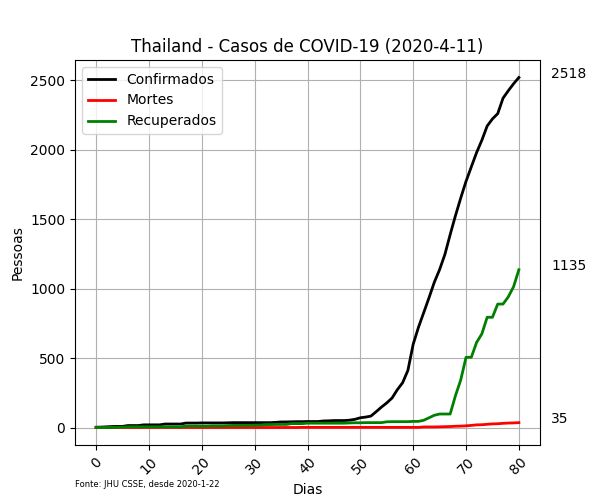 Thailand - Casos de COVID-19 (2020-4-11)
Confirmados
Mortes
Recuperados
2518
1135
35
Pessoas
2500
2000
1500
1000
500
0
0 10 20 30 40 50 60 70 80
Dias
Fonte: JHU CSSE, desde 2020-1-22